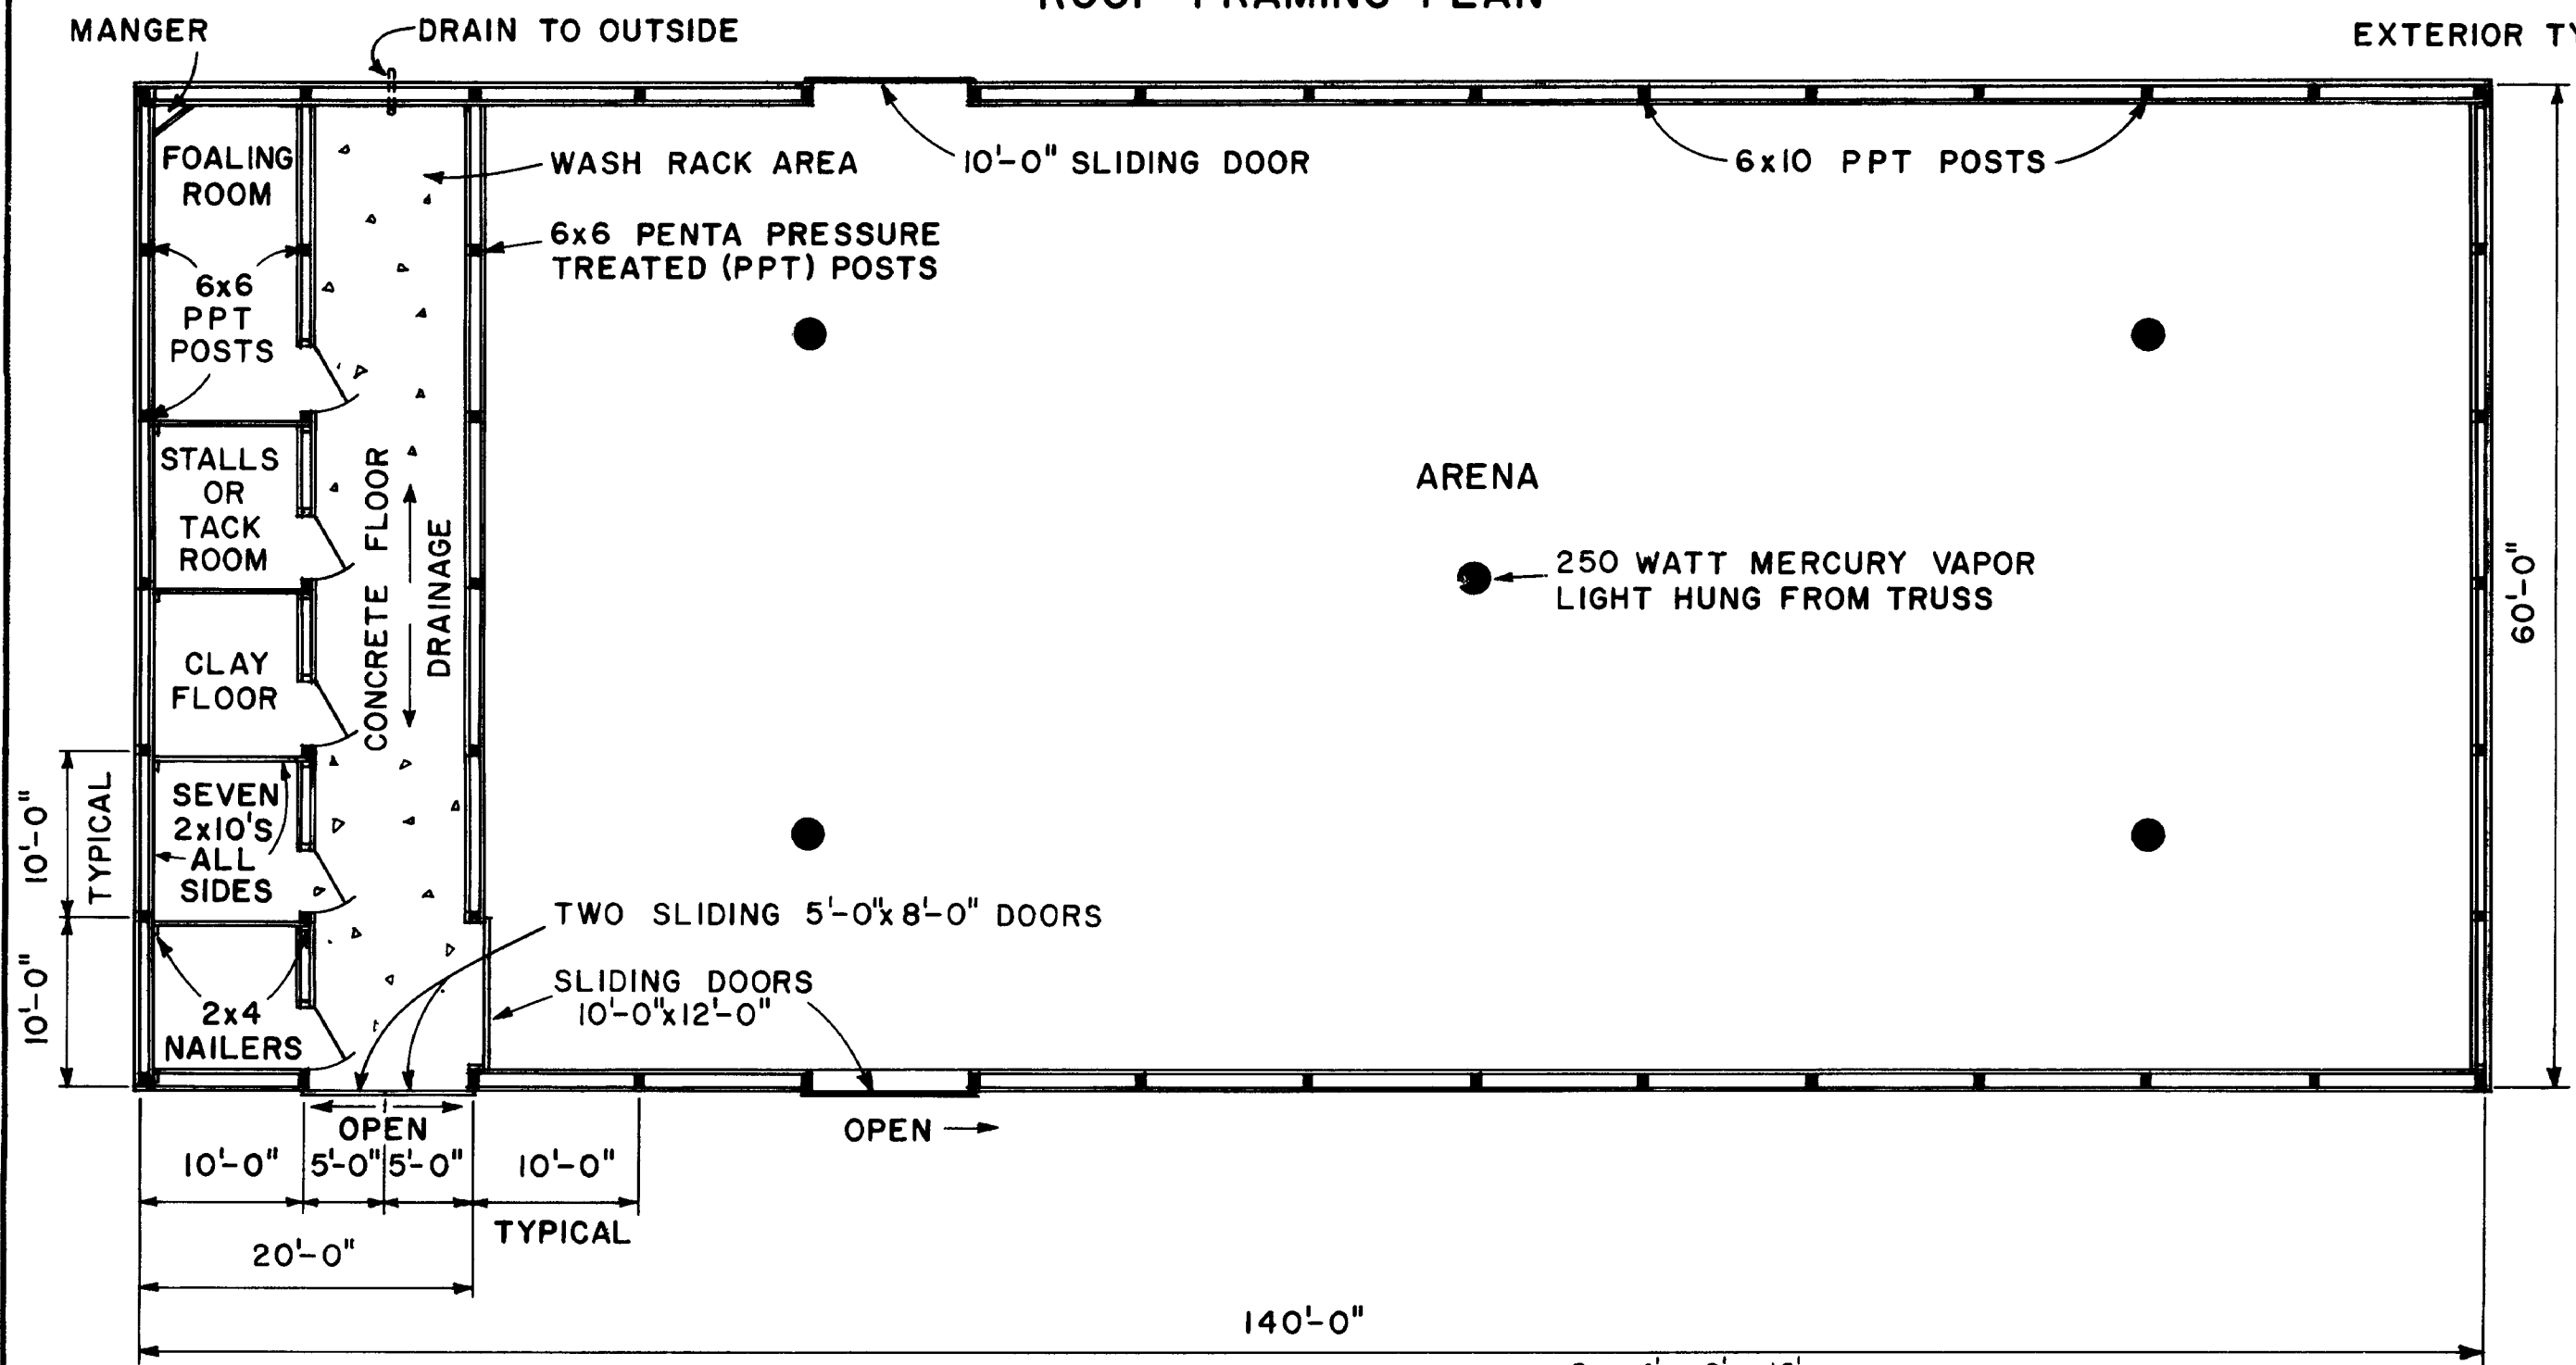 ROOF FRAMING PLAN
MANGER
DRAIN TO OUTSIDE
EXTERIOR TY
FOALING
ROOM
WASH RACK AREA
10'-0" SLIDING DOOR
6x10 PPT POSTS
6x6 PENTA PRESSURE
TREATED (PPT) POSTS
6x6
PPT
POSTS
STALLS
OR
TACK
ROOM
CONCRETE FLOOR
DRAINAGE
ARENA
250 WATT MERCURY VAPOR
LIGHT HUNG FROM TRUSS
60'-0"
CLAY
FLOOR
10'-0"
TYPICAL
SEVEN
2x10'S
ALL
SIDES
TWO SLIDING 5'-0"x8'-0" DOORS
SLIDING DOORS
10'-0"x12'-0"
10'-0"
2x4
NAILERS
OPEN
OPEN
10'-0"
5'-0"
5'-0"
10'-0"
TYPICAL
20'-0"
140'-0"